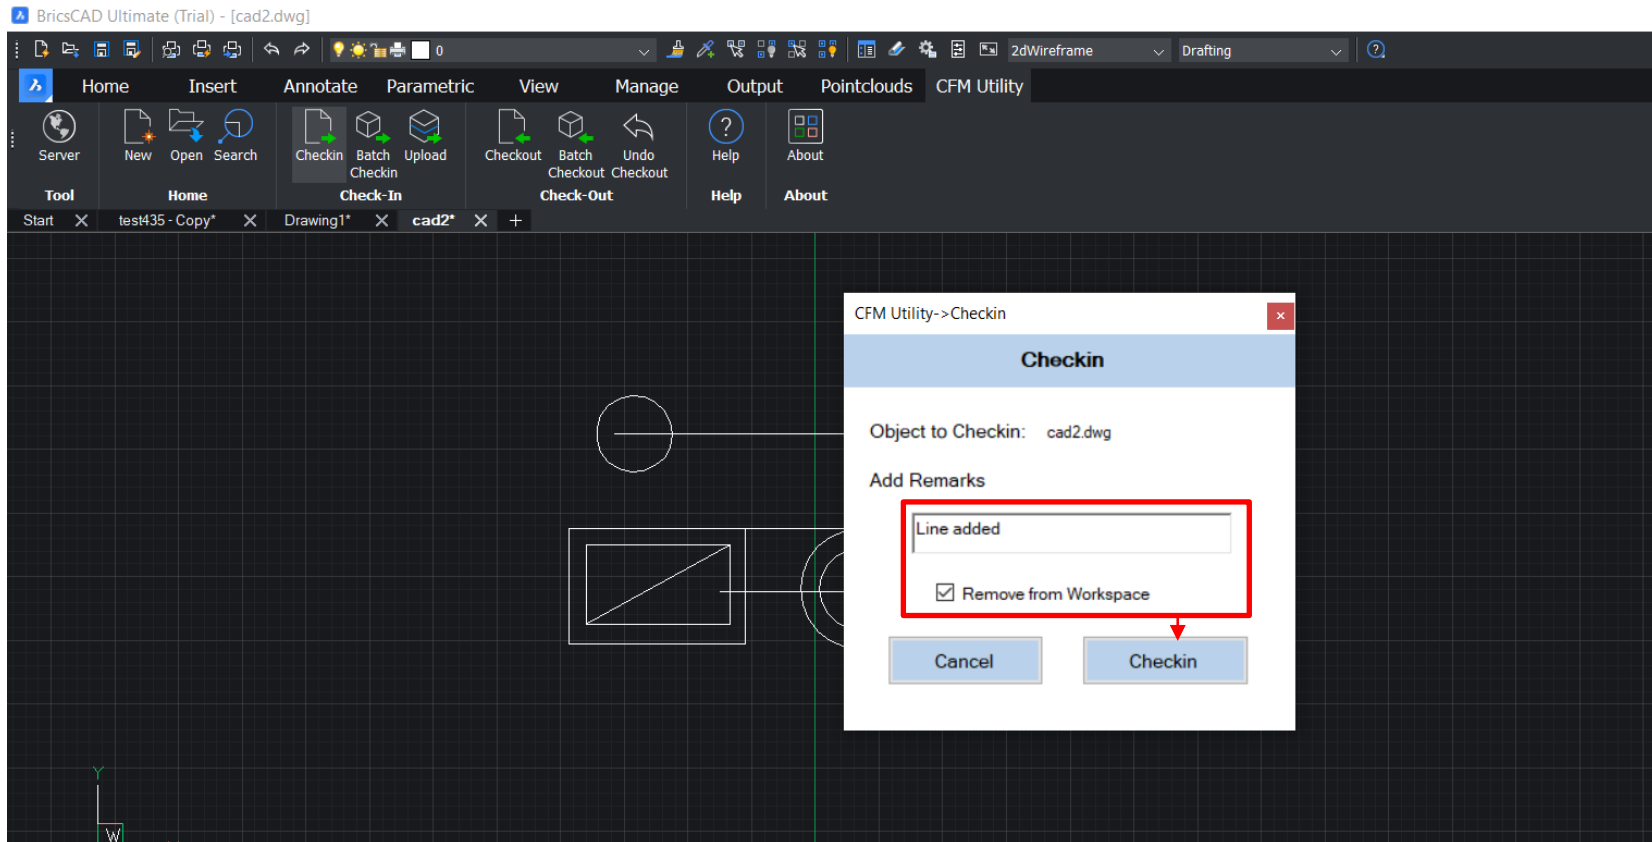 BricsCAD Ultimate (Trial) - [cad2.dwg]
0 2dWireframe Drafting ?
Home Insert Annotate Parametric View Manage Output Pointclouds CFM Utility
Server New Open Search Checkin Batch Checkin Upload Checkout Batch Checkout Undo Checkout Help About
Tool Home Check-In Check-Out Help About
Start test435 - Copy* Drawing1* cad2* +
CFM Utility->Checkin
Checkin
Object to Checkin: cad2.dwg
Add Remarks
Line added
Remove from Workspace
Cancel Checkin
Y
W